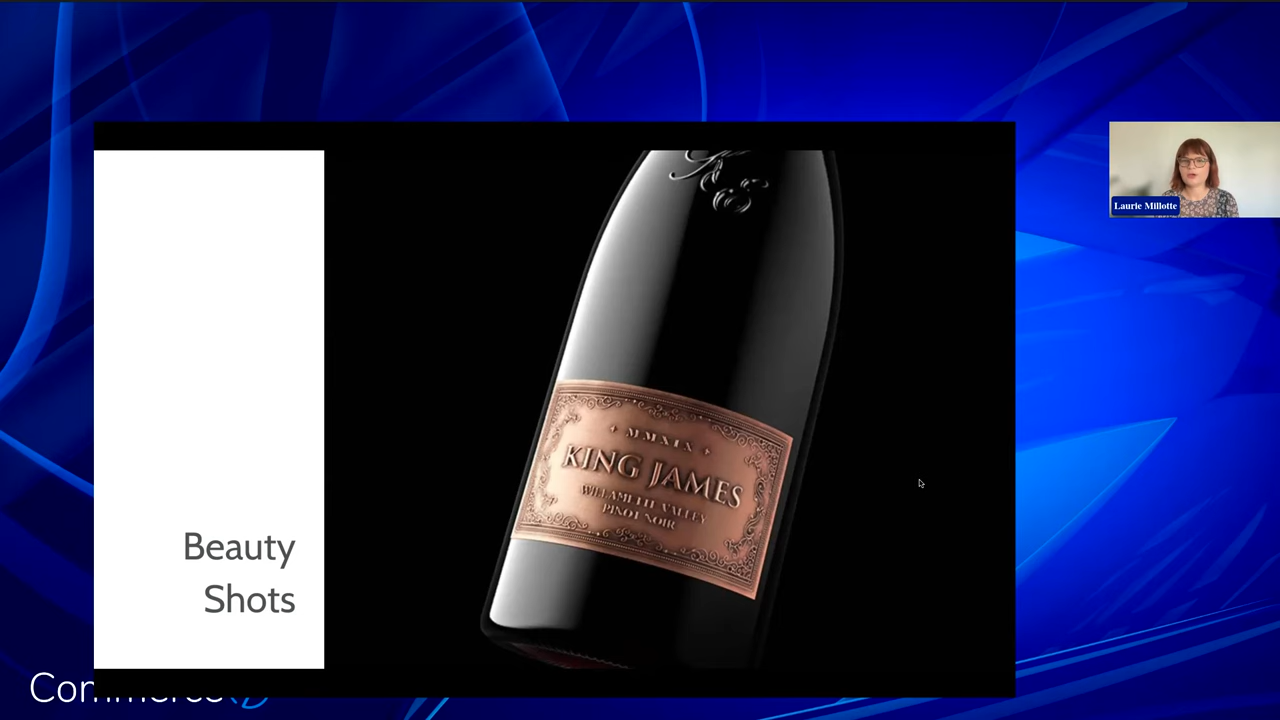 Laurie Millotte
MMXIX
KING JAMES
WILLAMETTE VALLEY
PINOT NOIR
Beauty
Shots